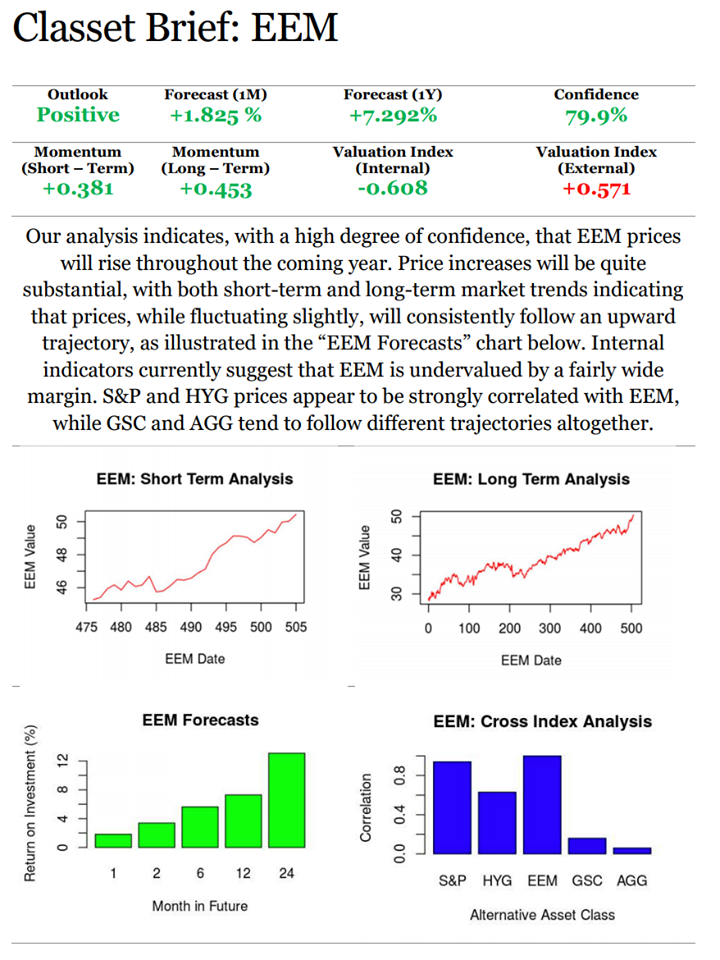 Classet Brief: EEM
Outlook Forecast (1M) Forecast (1Y) Confidence
Positive +1.825 % +7.292% 79.9%
Momentum Momentum Valuation Index Valuation Index
(Short – Term) (Long – Term) (Internal) (External)
+0.381 +0.453 -0.608 +0.571
Our analysis indicates, with a high degree of confidence, that EEM prices
will rise throughout the coming year. Price increases will be quite
substantial, with both short-term and long-term market trends indicating
that prices, while fluctuating slightly, will consistently follow an upward
trajectory, as illustrated in the “EEM Forecasts” chart below. Internal
indicators currently suggest that EEM is undervalued by a fairly wide
margin. S&P and HYG prices appear to be strongly correlated with EEM,
while GSC and AGG tend to follow different trajectories altogether.
EEM: Short Term Analysis
EEM Value
50
48
46
475 480 485 490 495 500 505
EEM Date
EEM: Long Term Analysis
EEM Value
50
40
30
0 100 200 300 400 500
EEM Date
EEM Forecasts
Return on Investment (%)
12
8
4
0
1 2 6 12 24
Month in Future
EEM: Cross Index Analysis
Correlation
0.8
0.4
0.0
S&P HYG EEM GSC AGG
Alternative Asset Class